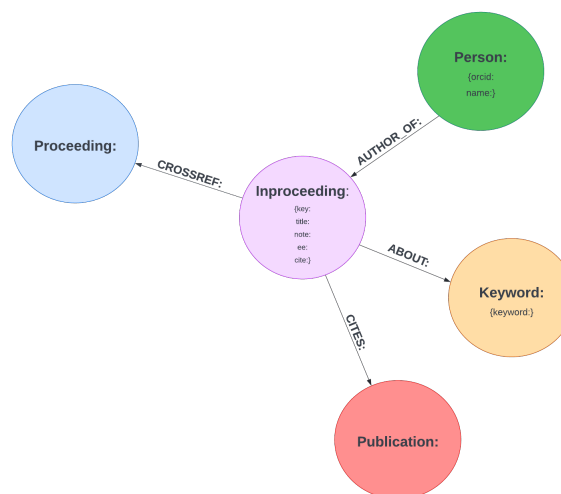 Person:
{orcid:
name:}
AUTHOR_OF:
Proceeding:
CROSSREF:
Inproceeding:
{key:
title:
note:
ee:
cite:}
ABOUT:
Keyword:
{keyword:}
CITES:
Publication: